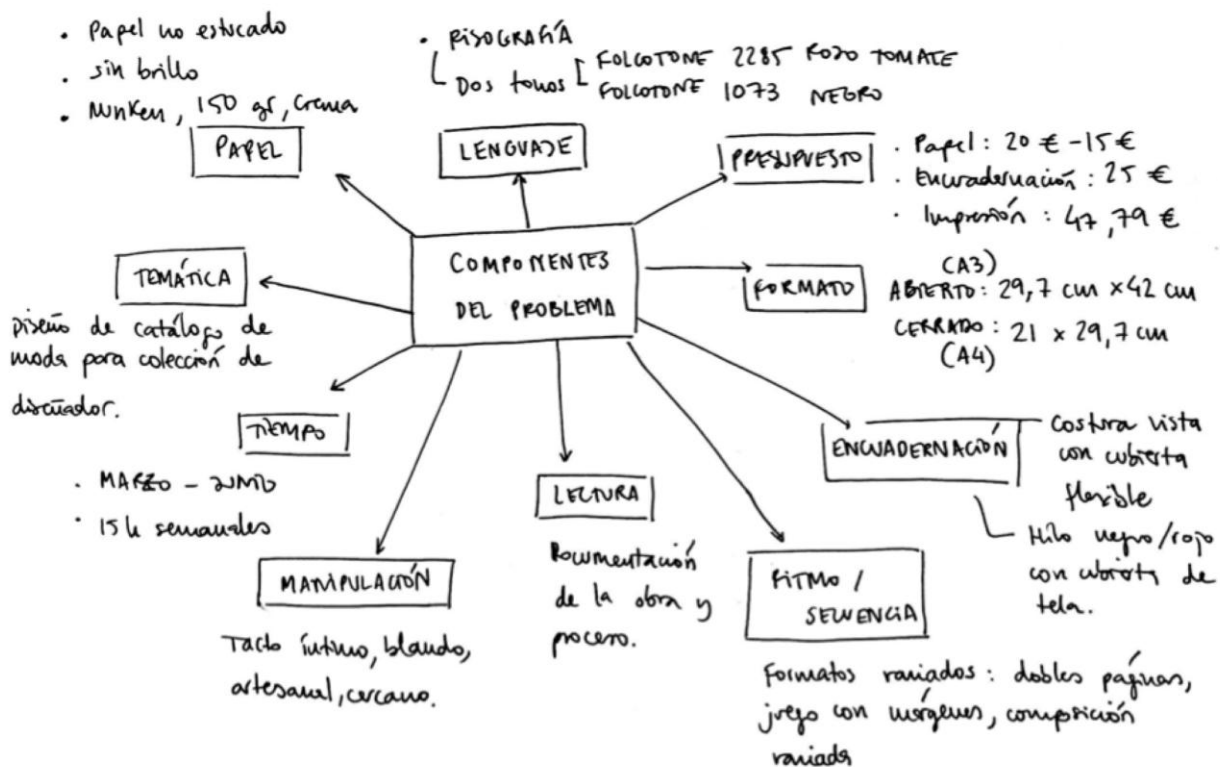 · Papel no estucado
· sin brillo
· Munken, 150 gr, crema
PAPEL
· RISOGRAFÍA
Dos tonos
FOLCOTONE 2285 ROJO TOMATE
FOLCOTONE 1073 NEGRO
LENGUAJE
PRESUPUESTO
· Papel: 20 € - 15 €
· Encuadernación: 25 €
· Impresión: 47,79 €
COMPONENTES
DEL PROBLEMA
TEMÁTICA
Diseño de catálogo de
moda para colección de
diseñador.
FORMATO
(A3)
ABIERTO: 29,7 cm x 42 cm
CERRADO: 21 x 29,7 cm
(A4)
TIEMPO
· MARZO - JUNIO
· 15 h semanales
ENCUADERNACIÓN
Costura vista
con cubierta
flexible
Hilo negro/rojo
con cubierta de
tela.
LECTURA
Documentación
de la obra y
proceso.
MANIPULACIÓN
Tacto íntimo, blando,
artesanal, cercano.
RITMO /
SECUENCIA
Formatos variados: dobles páginas,
juego con márgenes, composición
variada